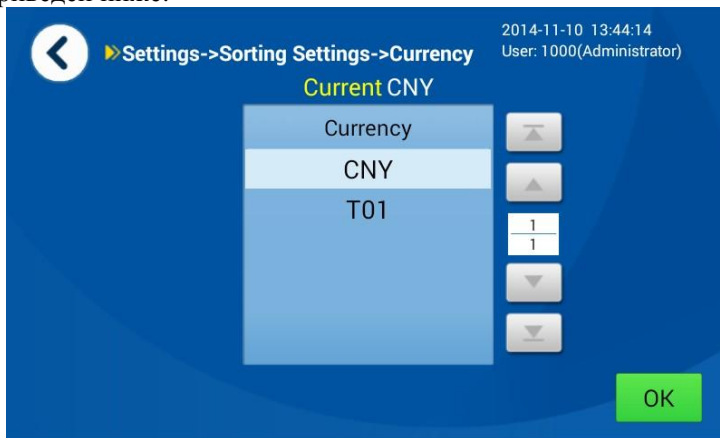 2014-11-10 13:44:14
Settings->Sorting Settings->Currency
User: 1000(Administrator)
Current CNY
Currency
CNY
T01
1
1
OK